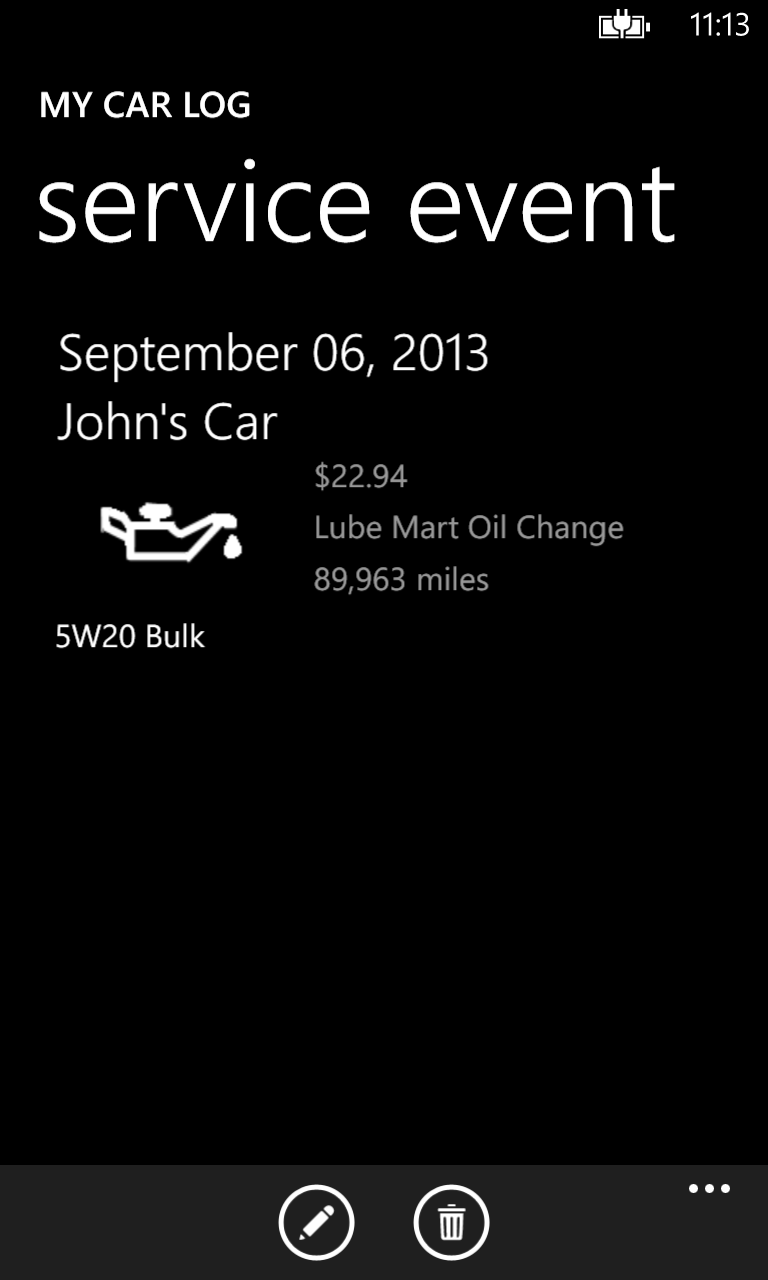 11:13
MY CAR LOG
service event
September 06, 2013
John's Car
$22.94
Lube Mart Oil Change
89,963 miles
5W20 Bulk